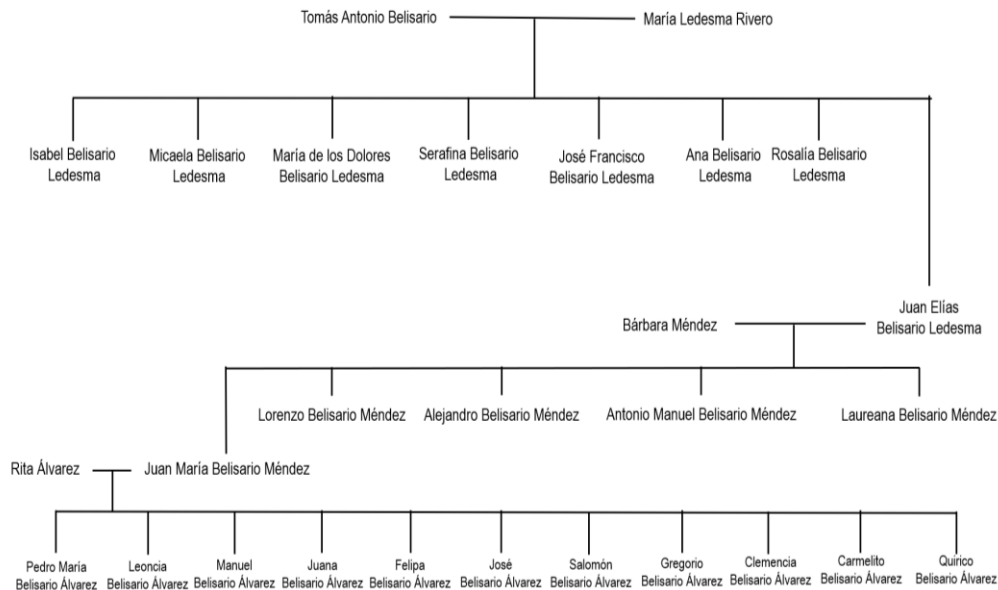 Tomás Antonio Belisario
María Ledesma Rivero
Isabel Belisario
Ledesma
Micaela Belisario
Ledesma
María de los Dolores
Belisario Ledesma
Serafina Belisario
Ledesma
José Francisco
Belisario Ledesma
Ana Belisario
Ledesma
Rosalía Belisario
Ledesma
Juan Elías
Belisario Ledesma
Bárbara Méndez
Lorenzo Belisario Méndez
Alejandro Belisario Méndez
Antonio Manuel Belisario Méndez
Laureana Belisario Méndez
Rita Álvarez
Juan María Belisario Méndez
Pedro María
Belisario Álvarez
Leoncia
Belisario Álvarez
Manuel
Belisario Álvarez
Juana
Belisario Álvarez
Felipa
Belisario Álvarez
José
Belisario Álvarez
Salomón
Belisario Álvarez
Gregorio
Belisario Álvarez
Clemencia
Belisario Álvarez
Carmelito
Belisario Álvarez
Quirico
Belisario Álvarez